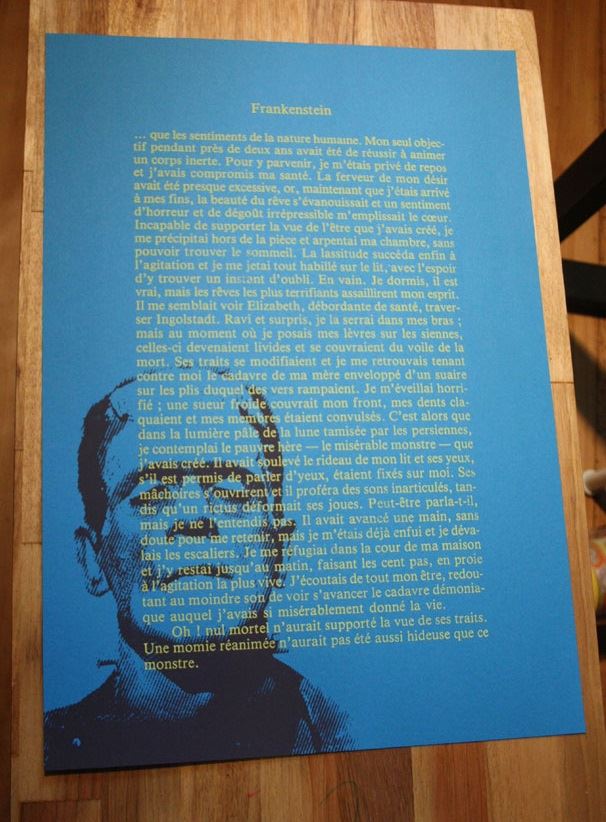 Frankenstein
... que les sentiments de la nature humaine. Mon seul objec-
tif pendant près de deux ans avait été de réussir à animer
un corps inerte. Pour y parvenir, je m'étais privé de repos
et j'avais compromis ma santé. La ferveur de mon désir
avait été presque excessive, or, maintenant que j'étais arrivé
à mes fins, la beauté du rêve s'évanouissait et un sentiment
d'horreur et de dégoût irrépressible m'emplissait le cœur.
Incapable de supporter la vue de l'être que j'avais créé, je
me précipitai hors de la pièce et arpentai ma chambre, sans
pouvoir trouver le sommeil. La lassitude succéda enfin à
l'agitation et je me jetai tout habillé sur le lit, avec l'espoir
d'y trouver un instant d'oubli. En vain. Je dormis, il est
vrai, mais les rêves les plus terrifiants assaillirent mon esprit.
Il me semblait voir Elizabeth, débordante de santé, traver-
ser Ingolstadt. Ravi et surpris, je la serrai dans mes bras ;
mais au moment où je posais mes lèvres sur les siennes,
celles-ci devenaient livides et se couvraient du voile de la
mort. Ses traits se modifiaient et je me retrouvais tenant
contre moi le cadavre de ma mère enveloppé d'un suaire
sur les plis duquel des vers rampaient. Je m'éveillai horri-
fié ; une sueur froide couvrait mon front, mes dents cla-
quaient et mes membres étaient convulsés. C'est alors que
dans la lumière pâle de la lune tamisée par les persiennes,
je contemplai le pauvre hère — le misérable monstre — que
j'avais créé. Il avait soulevé le rideau de mon lit et ses yeux,
s'il est permis de parler d'yeux, étaient fixés sur moi. Ses
mâchoires s'ouvrirent et il proféra des sons inarticulés, tan-
dis qu'un rictus déformait ses joues. Peut-être parla-t-il,
mais je ne l'entendis pas. Il avait avancé une main, sans
doute pour me retenir, mais je m'étais déjà enfui et je déva-
lais les escaliers. Je me réfugiai dans la cour de ma maison
et j'y restai jusqu'au matin, faisant les cent pas, en proie
à l'agitation la plus vive. J'écoutais de tout mon être, redou-
tant au moindre son de voir s'avancer le cadavre démonia-
que auquel j'avais si misérablement donné la vie.
Oh ! nul mortel n'aurait supporté la vue de ses traits.
Une momie réanimée n'aurait pas été aussi hideuse que ce
monstre.